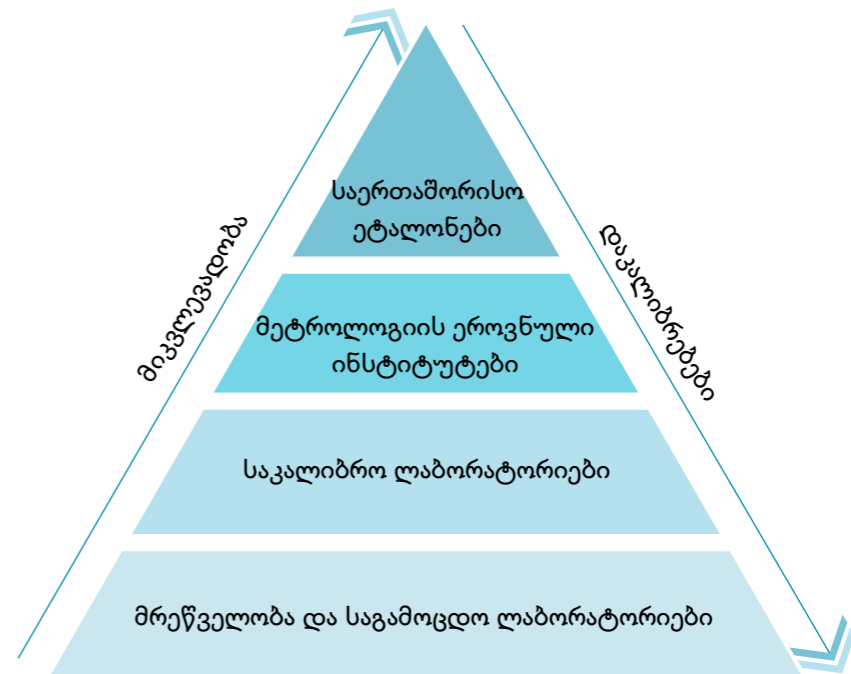 საერთაშორისო
ეტალონები
მიკვლევადობა
დაკალიბრებები
მეტროლოგიის ეროვნული
ინსტიტუტები
საკალიბრო ლაბორატორიები
მრეწველობა და საგამოცდო ლაბორატორიები